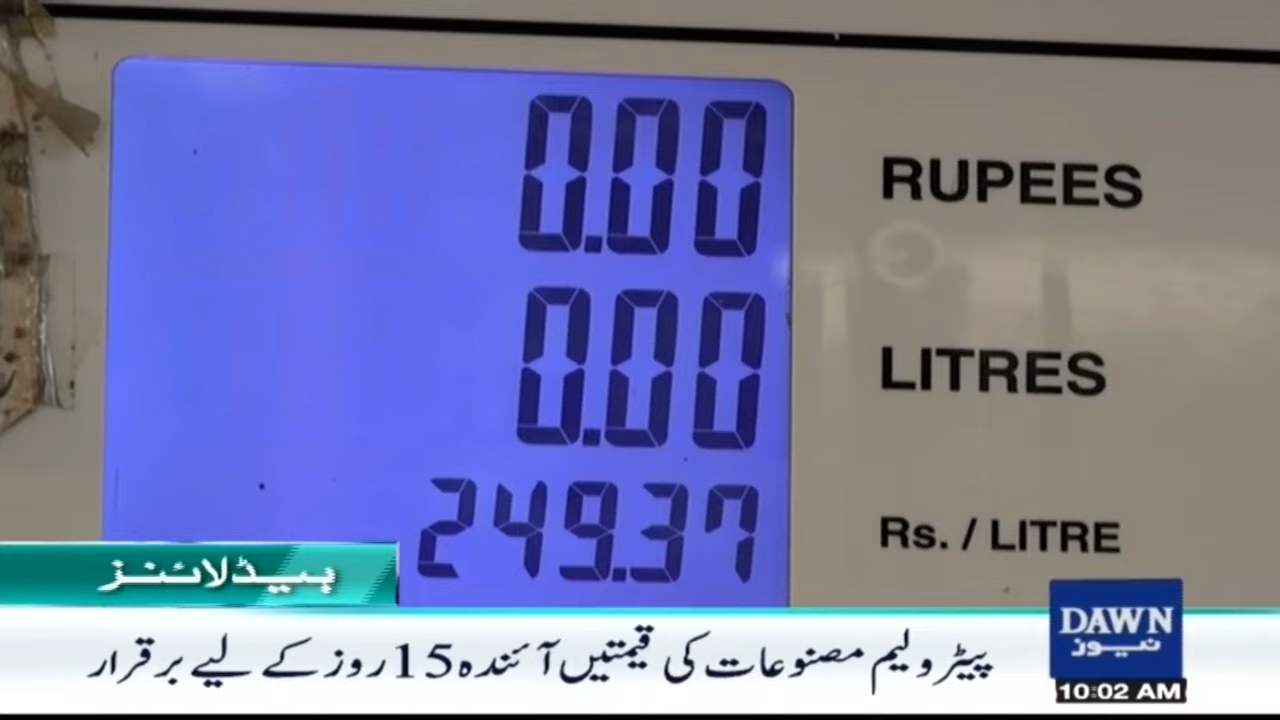 0.00 RUPEES
0.00 LITRES
249.37 Rs. / LITRE
ہیڈلائنز
پیٹرولیم مصنوعات کی قیمتیں آئندہ 15 روز کے لیے برقرار
DAWN
نیوز
10:02 AM